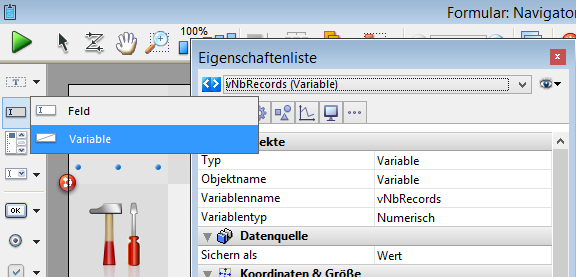 Formular: Navigator
100%
Eigenschaftenliste
vNbRecords (Variable)
Feld
Variable
ekte
Typ Variable
Objektname Variable
Variablenname vNbRecords
Variablentyp Numerisch
Datenquelle
Sichern als Wert
Koordinaten & Größe
OK